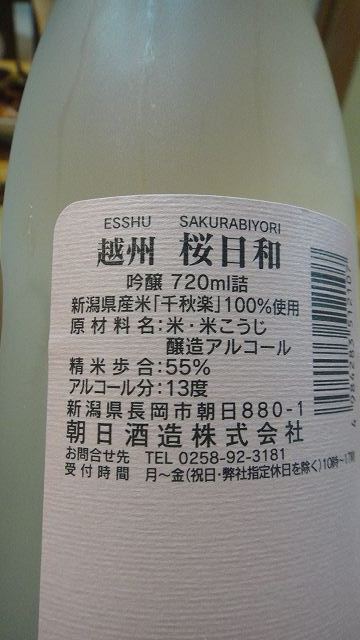 ESSHU SAKURABIYORI
越州 桜日和
吟醸 720ml詰
新潟県産米「千秋楽」100%使用
原材料名：米・米こうじ
醸造アルコール
精米歩合：55%
アルコール分：13度
新潟県長岡市朝日880-1
朝日酒造株式会社
お問合せ先 TEL 0258-92-3181
受付時間 月～金(祝日・弊社指定休日を除く)10時～